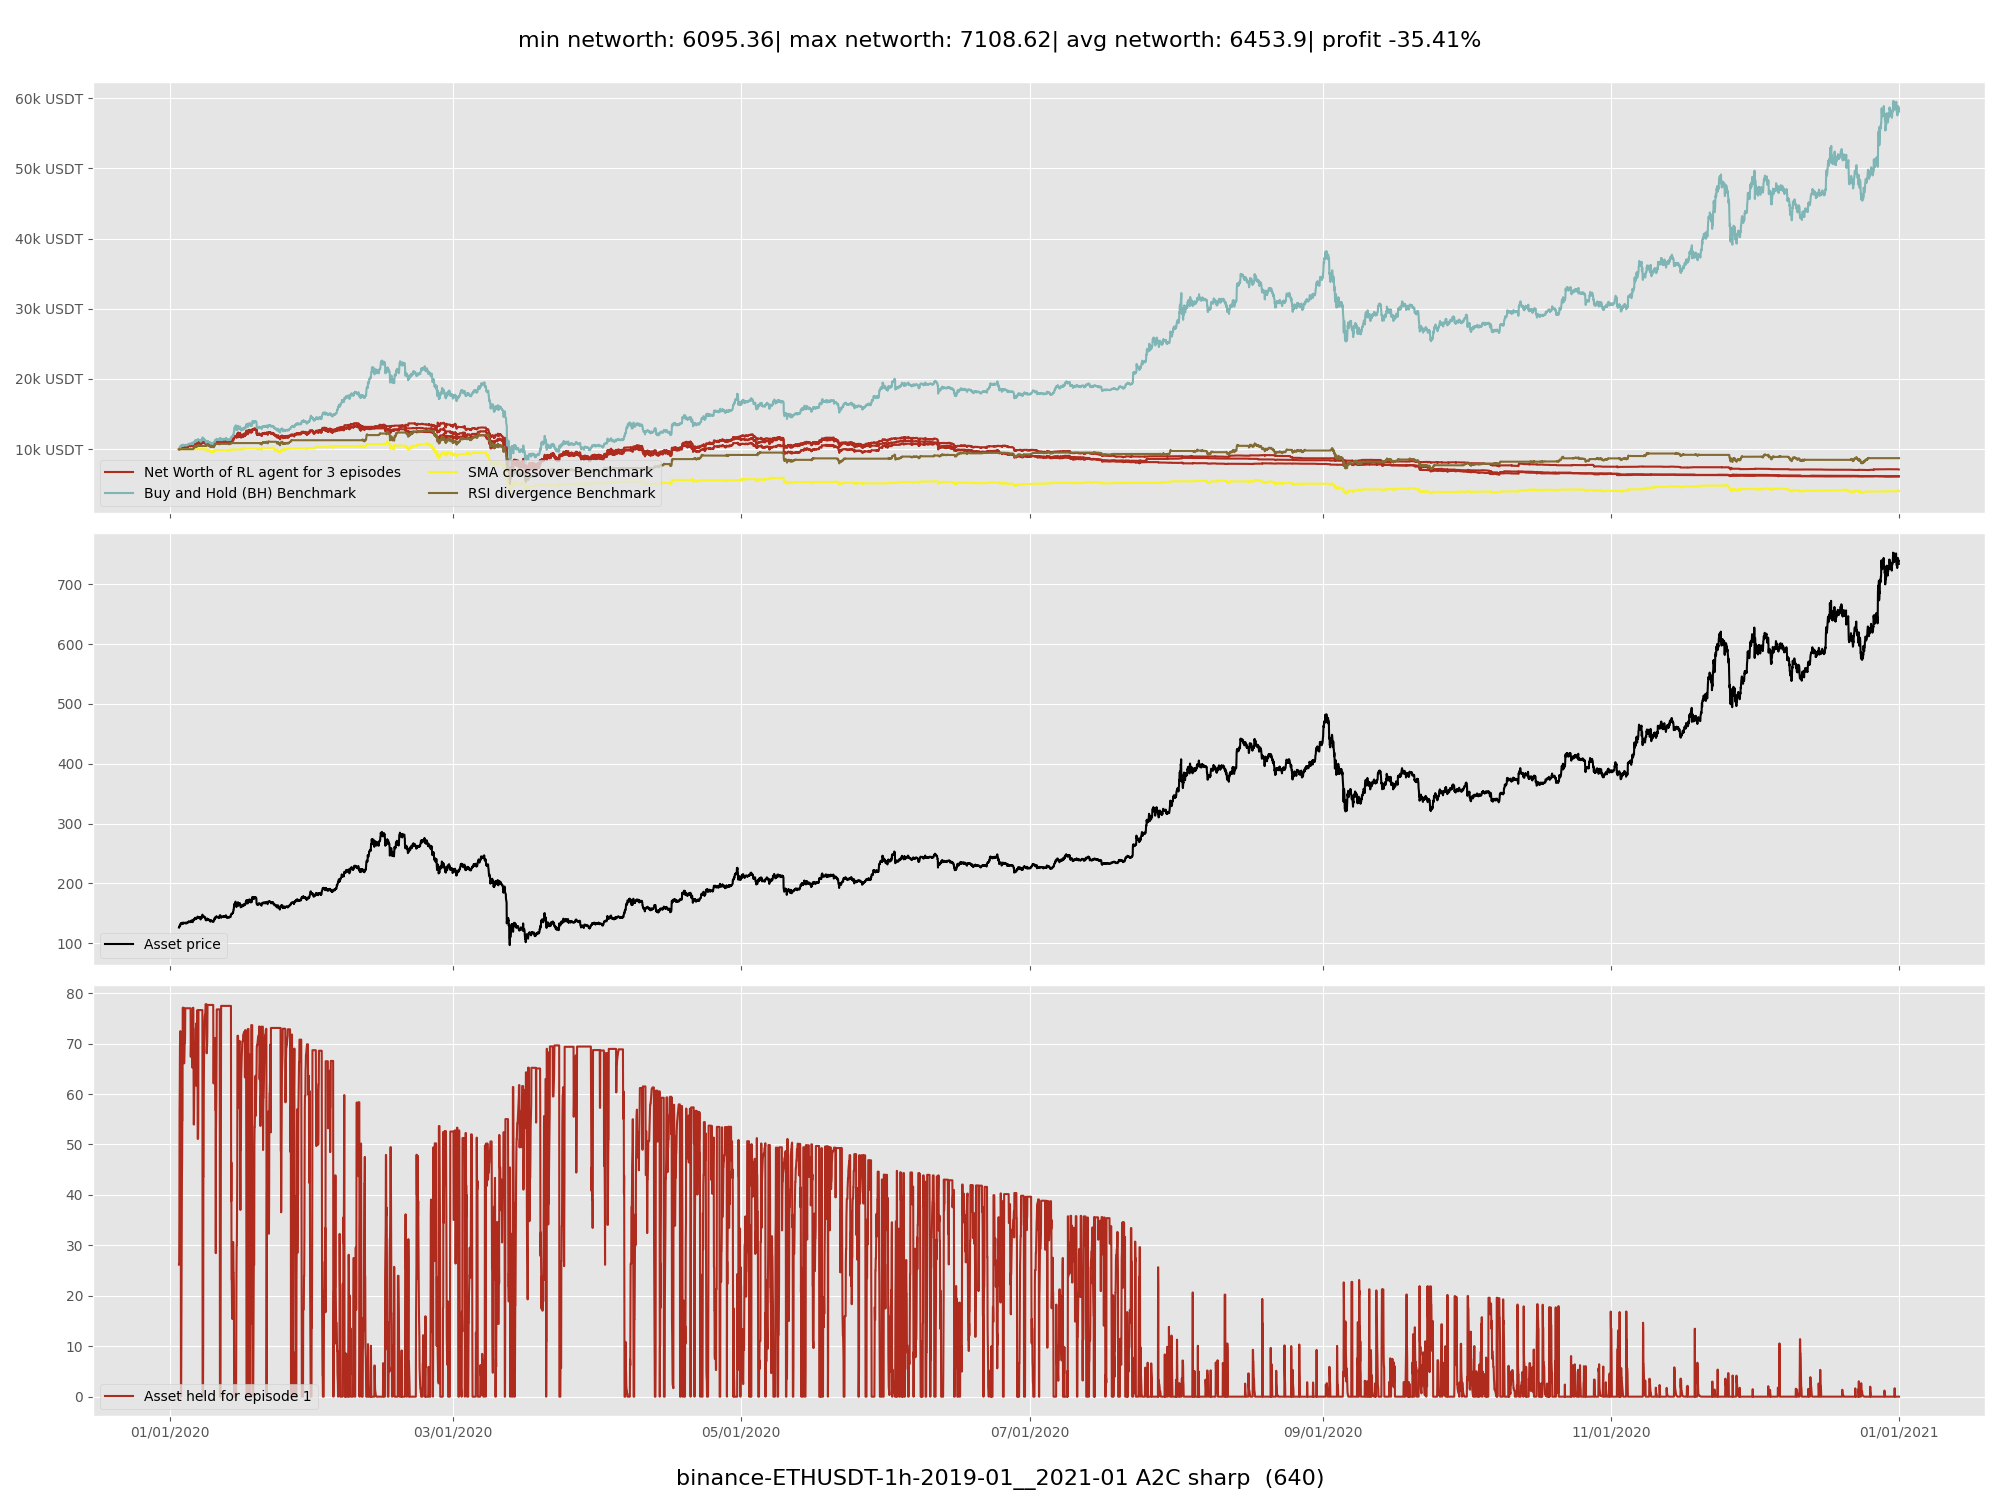 min networth: 6095.36| max networth: 7108.62| avg networth: 6453.9| profit -35.41%
60k USDT
50k USDT
40k USDT
30k USDT
20k USDT
10k USDT
Net Worth of RL agent for 3 episodes
Buy and Hold (BH) Benchmark
SMA crossover Benchmark
RSI divergence Benchmark
700
600
500
400
300
200
100
Asset price
80
70
60
50
40
30
20
10
0
Asset held for episode 1
01/01/2020 03/01/2020 05/01/2020 07/01/2020 09/01/2020 11/01/2020 01/01/2021
binance-ETHUSDT-1h-2019-01__2021-01 A2C sharp  (640)